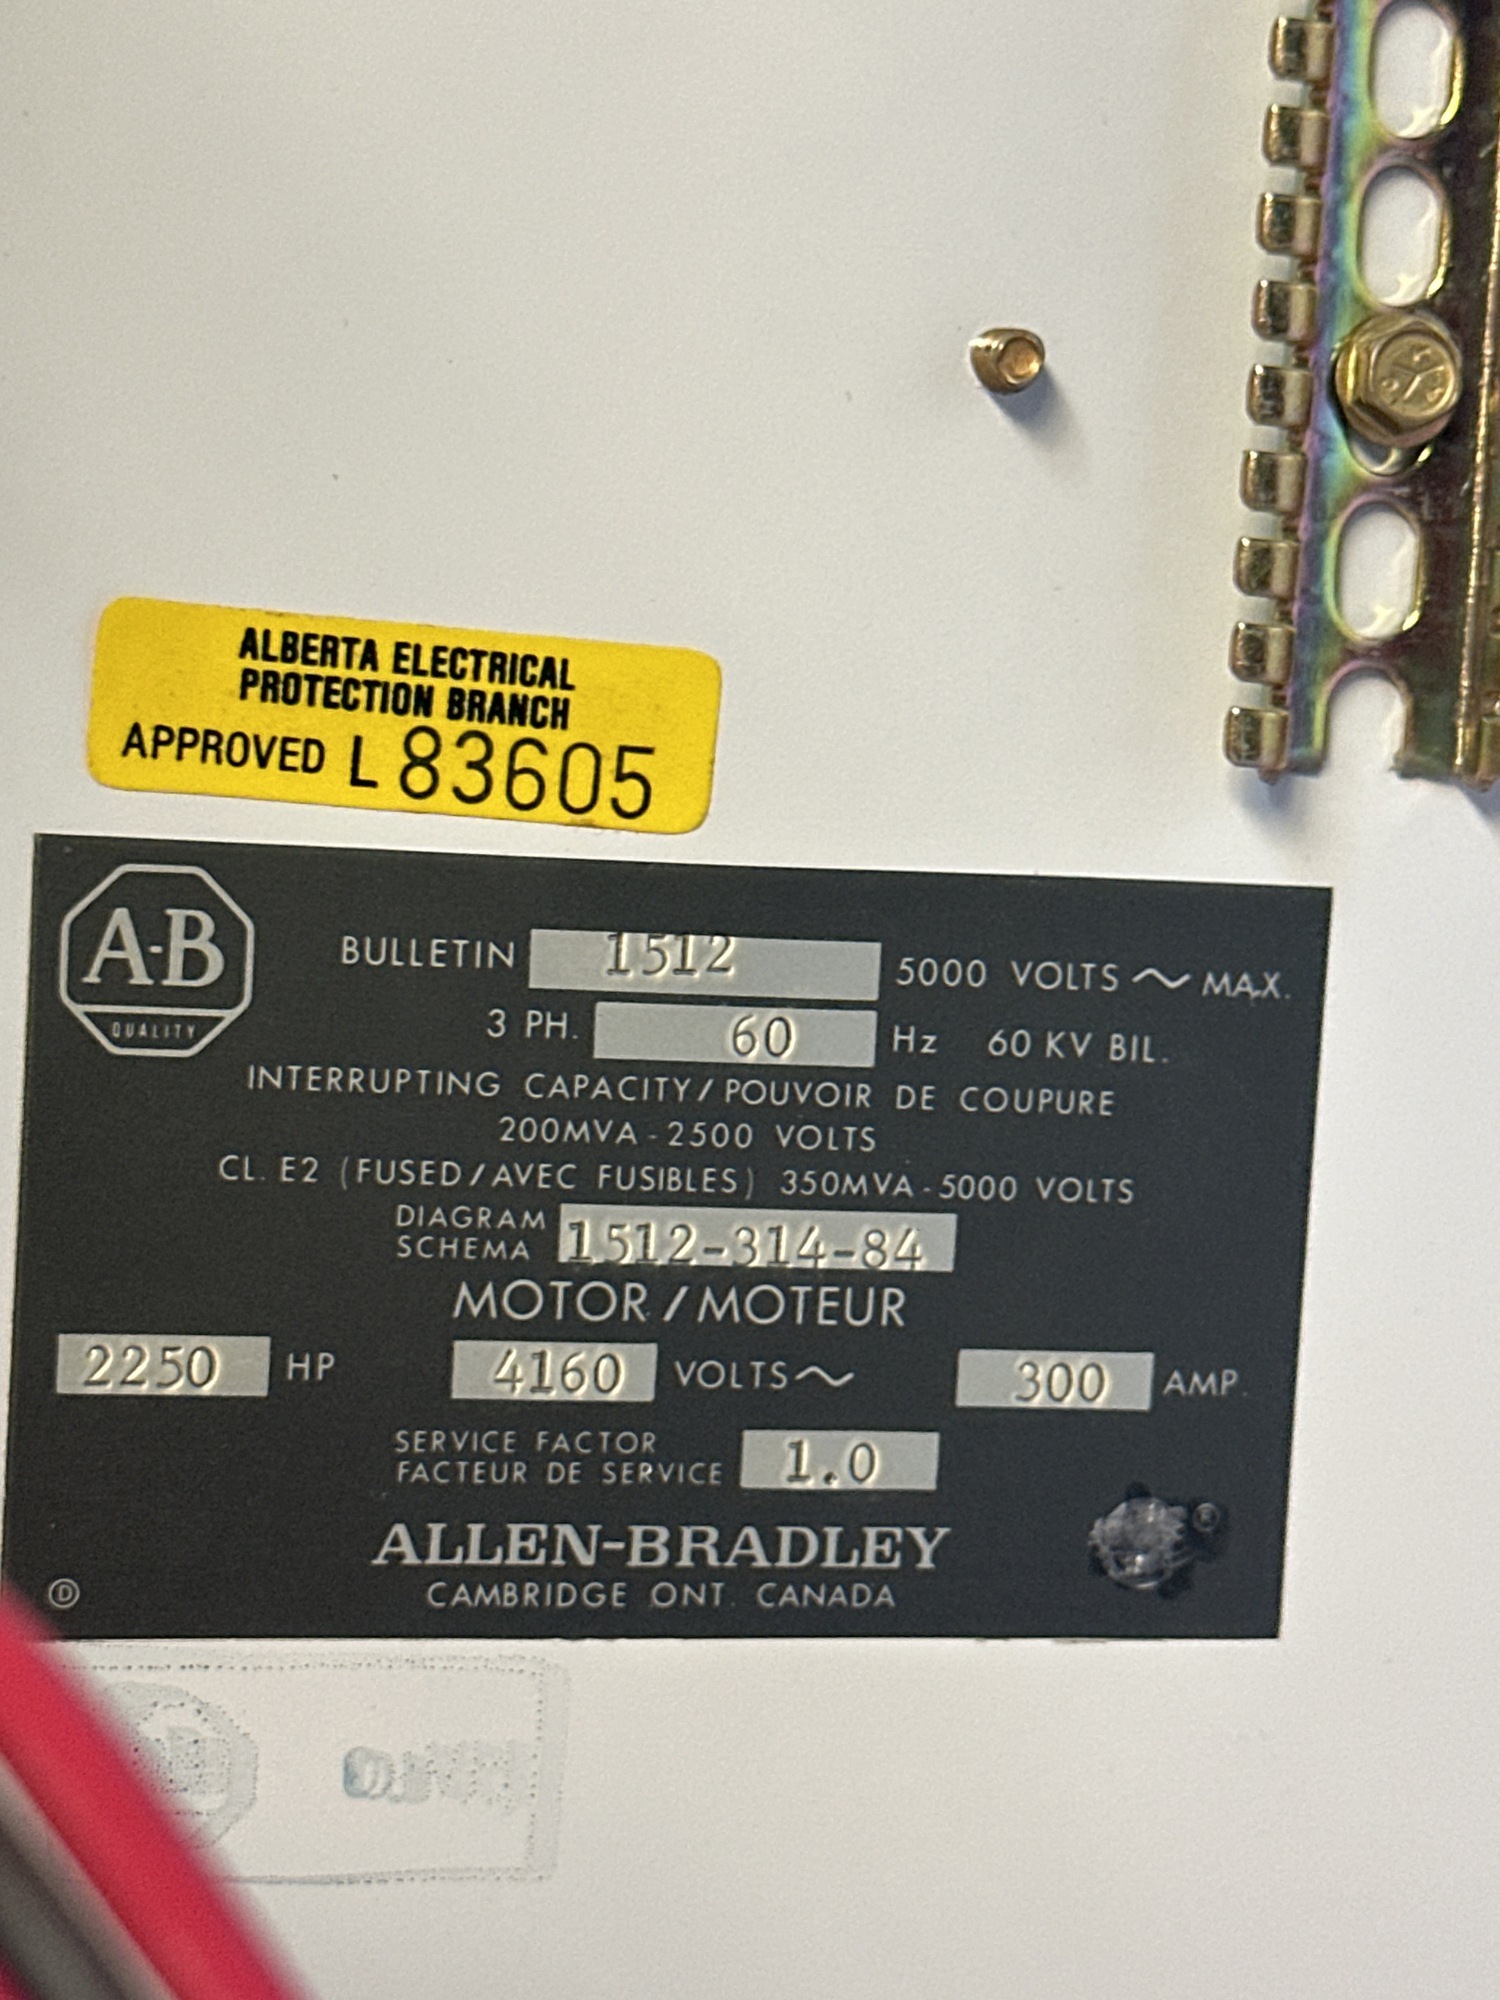 ALBERTA ELECTRICAL
PROTECTION BRANCH
APPROVED L 83605
A-B
QUALITY
BULLETIN 1512 5000 VOLTS ~ MAX.
3 PH. 60 Hz 60 KV BIL.
INTERRUPTING CAPACITY/POUVOIR DE COUPURE
200MVA-2500 VOLTS
CL. E2 (FUSED/AVEC FUSIBLES) 350MVA-5000 VOLTS
DIAGRAM
SCHEMA 1512-314-84
MOTOR/MOTEUR
2250 HP 4160 VOLTS~ 300 AMP.
SERVICE FACTOR
FACTEUR DE SERVICE 1.0
ALLEN-BRADLEY
CAMBRIDGE ONT. CANADA
Ⓓ
®